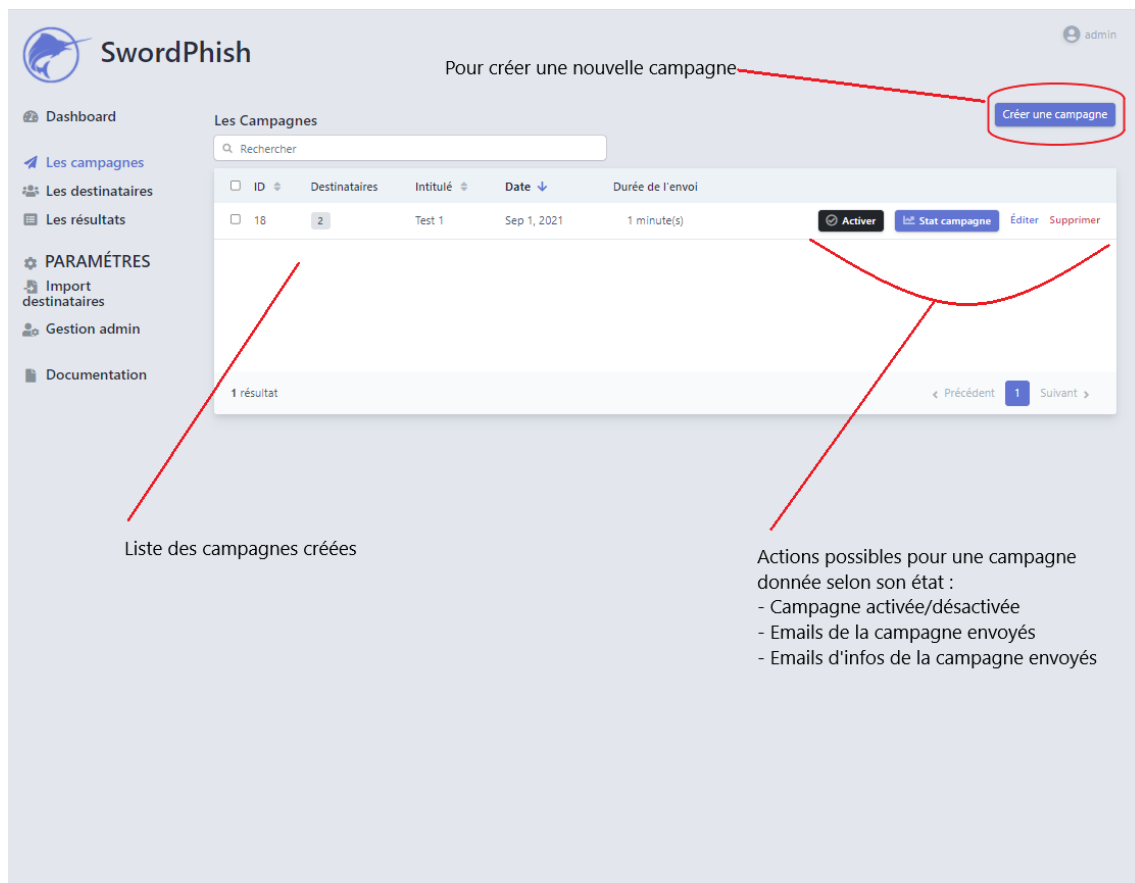 SwordPhish
admin
Pour créer une nouvelle campagne
Créer une campagne
Dashboard
Les campagnes
Les destinataires
Les résultats
PARAMÉTRES
Import
destinataires
Gestion admin
Documentation
Les Campagnes
Rechercher
ID Destinataires Intitulé Date Durée de l'envoi
18 2 Test 1 Sep 1, 2021 1 minute(s) Activer Stat campagne Éditer Supprimer
1 résultat Précédent 1 Suivant
Liste des campagnes créées
Actions possibles pour une campagne
donnée selon son état :
- Campagne activée/désactivée
- Emails de la campagne envoyés
- Emails d'infos de la campagne envoyés